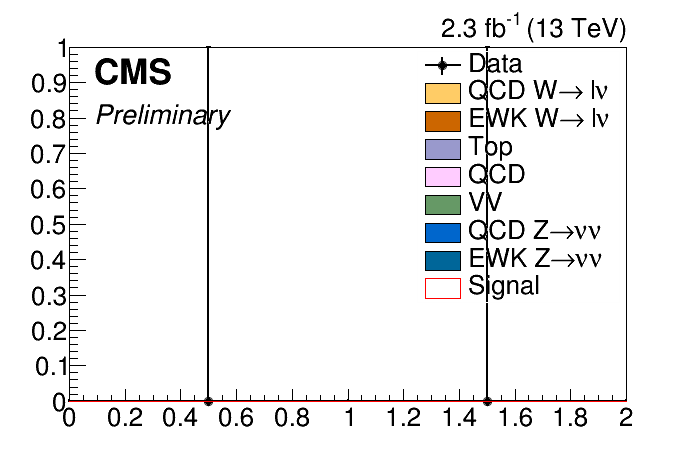 2.3 fb-1 (13 TeV)
1
CMS
Data
0.9
QCD W→ lν
Preliminary
0.8
EWK W→ lν
0.7
Top
0.6
QCD
0.5
VV
QCD Z→νν
0.4
EWK Z→νν
0.3
Signal
0.2
0.1
0
0 0.2 0.4 0.6 0.8 1 1.2 1.4 1.6 1.8 2